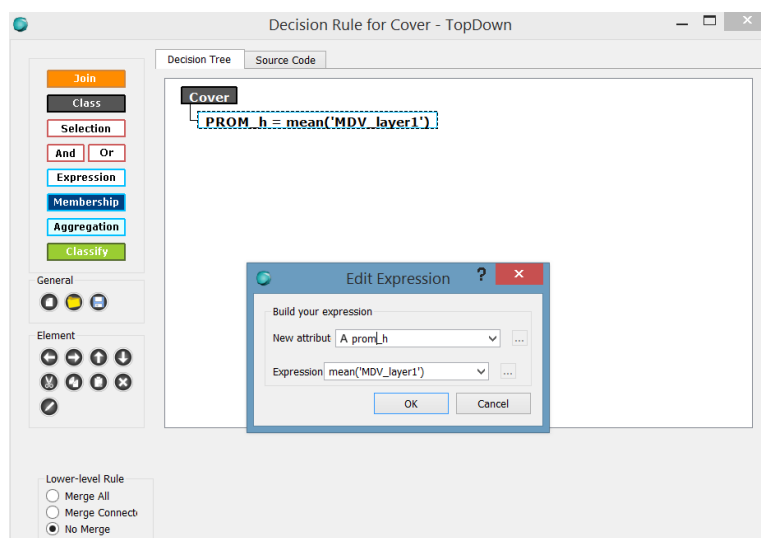 Decision Rule for Cover - TopDown
Decision Tree
Source Code
Join
Class
Selection
And
Or
Expression
Membership
Aggregation
Classify
General
Element
Lower-level Rule
Merge All
Merge Connect
No Merge
Cover
PROM_h = mean('MDV_layer1')
Edit Expression
?
Build your expression
New attribut
A prom_h
...
Expression
mean('MDV_layer1')
...
OK
Cancel